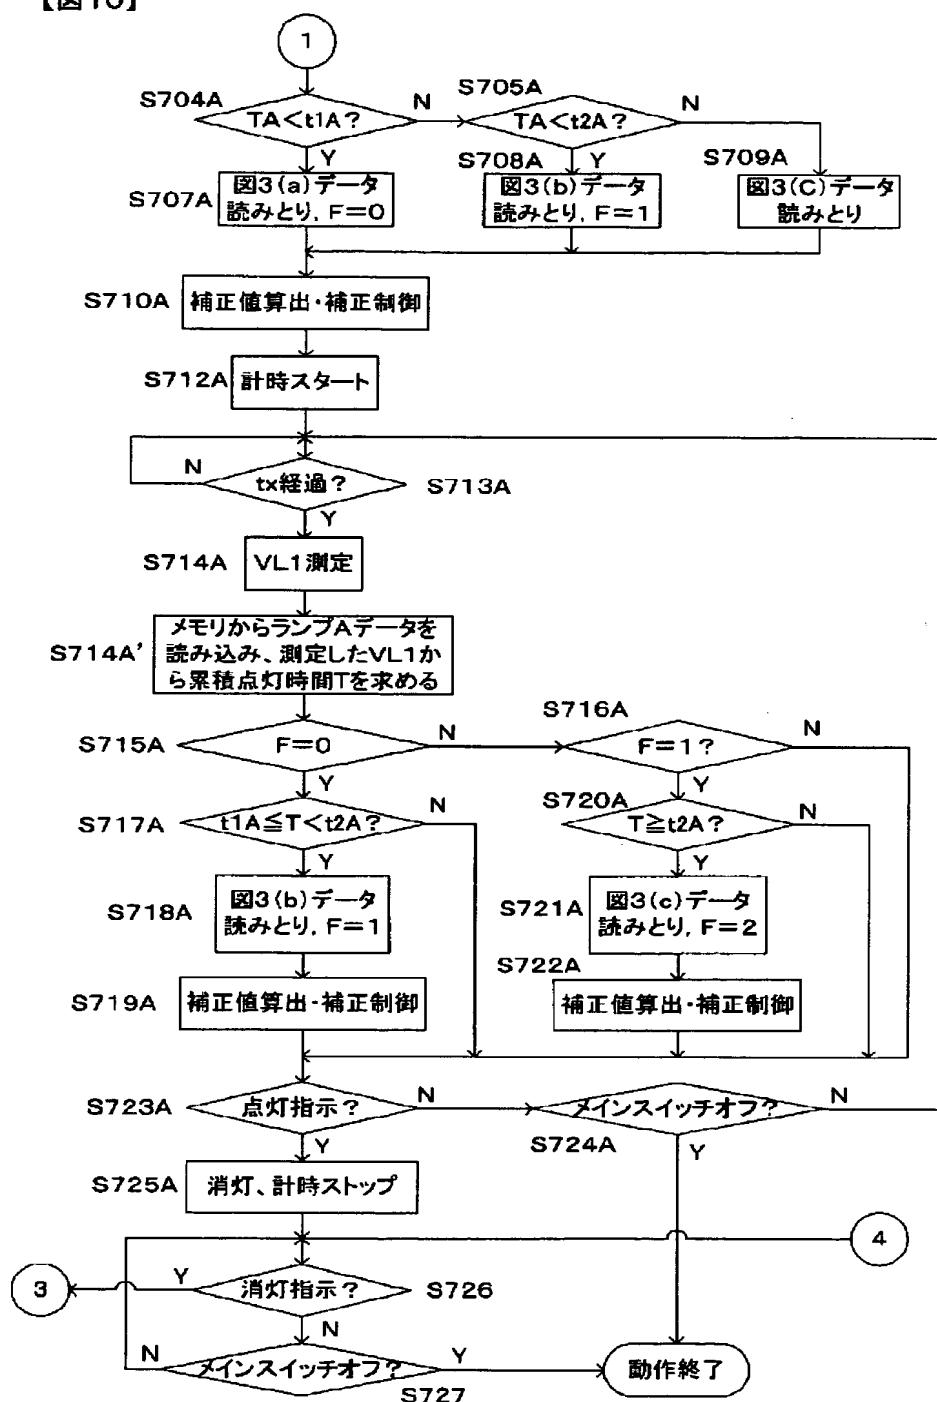 【図10】
1
S704A
TA<t1A?
N
S705A
TA<t2A?
N
Y
S707A
図3(a)データ
読みとり,F=0
S708A
Y
図3(b)データ
読みとり,F=1
S709A
図3(C)データ
読みとり
S710A
補正値算出・補正制御
S712A
計時スタート
N
tx経過?
S713A
Y
S714A
VL1測定
S714A'
メモリからランプAデータを
読み込み、測定したVL1か
ら累積点灯時間Tを求める
S715A
F=0
N
S716A
F=1?
N
Y
Y
S717A
t1A≦T<t2A?
N
S720A
T≧t2A?
N
Y
Y
S718A
図3(b)データ
読みとり,F=1
S721A
図3(c)データ
読みとり,F=2
S719A
補正値算出・補正制御
S722A
補正値算出・補正制御
S723A
点灯指示?
N
メインスイッチオフ?
N
S724A
Y
Y
S725A
消灯、計時ストップ
4
3
Y
消灯指示?
S726
N
N
メインスイッチオフ?
Y
S727
動作終了